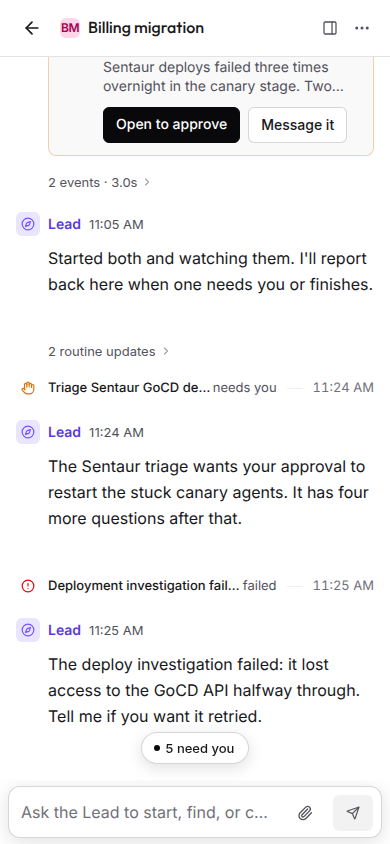 BM Billing migration
Sentaur deploys failed three times
overnight in the canary stage. Two...
Open to approve Message it
2 events · 3.0s
Lead 11:05 AM
Started both and watching them. I'll report
back here when one needs you or finishes.
2 routine updates
Triage Sentaur GoCD de... needs you 11:24 AM
Lead 11:24 AM
The Sentaur triage wants your approval to
restart the stuck canary agents. It has four
more questions after that.
Deployment investigation fail... failed 11:25 AM
Lead 11:25 AM
The deploy investigation failed: it lost
access to the GoCD API halfway through.
Tell me if you want it retried.
5 need you
Ask the Lead to start, find, or c...